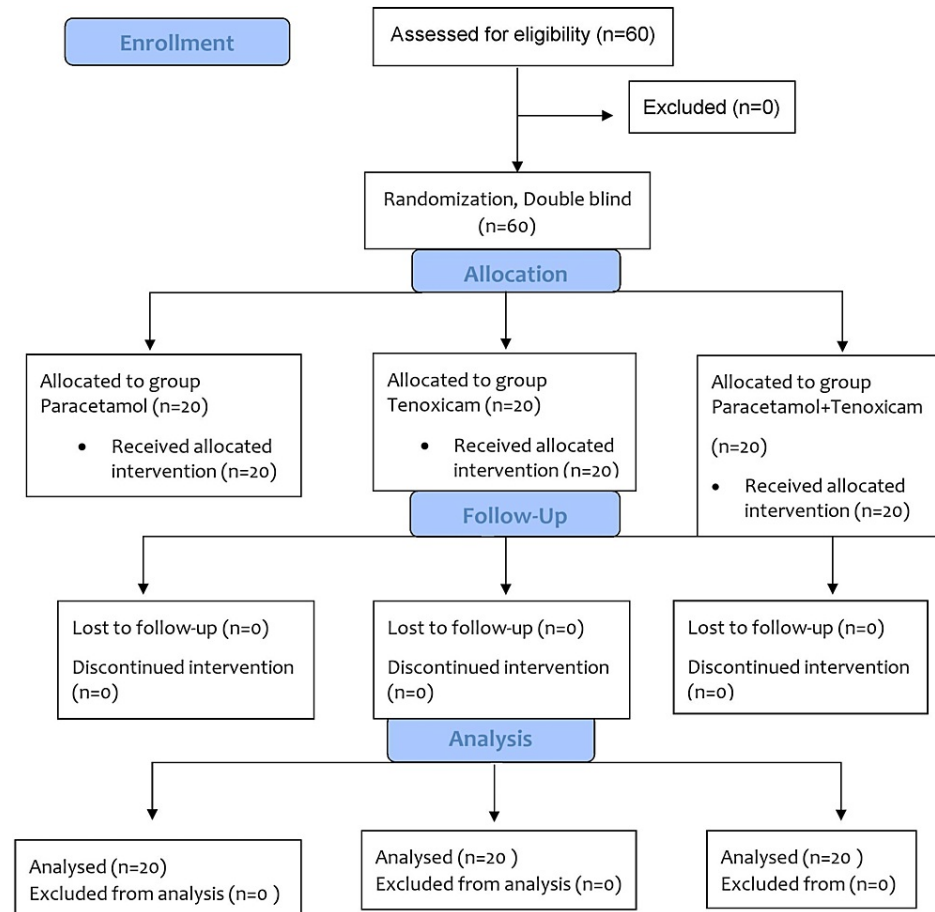 Enrollment
Assessed for eligibility (n=60)
Excluded (n=0)
Randomization, Double blind
(n=60)
Allocation
Allocated to group
Paracetamol (n=20)
• Received allocated
intervention (n=20)
Allocated to group
Tenoxicam (n=20)
• Received allocated
intervention (n=20)
Allocated to group
Paracetamol+Tenoxicam
(n=20)
• Received allocated
intervention (n=20)
Follow-Up
Lost to follow-up (n=0)
Discontinued intervention
(n=0)
Lost to follow-up (n=0)
Discontinued intervention
(n=0)
Lost to follow-up (n=0)
Discontinued intervention
(n=0)
Analysis
Analysed (n=20)
Excluded from analysis (n=0 )
Analysed (n=20 )
Excluded from analysis (n=0)
Analysed (n=20 )
Excluded from (n=0)